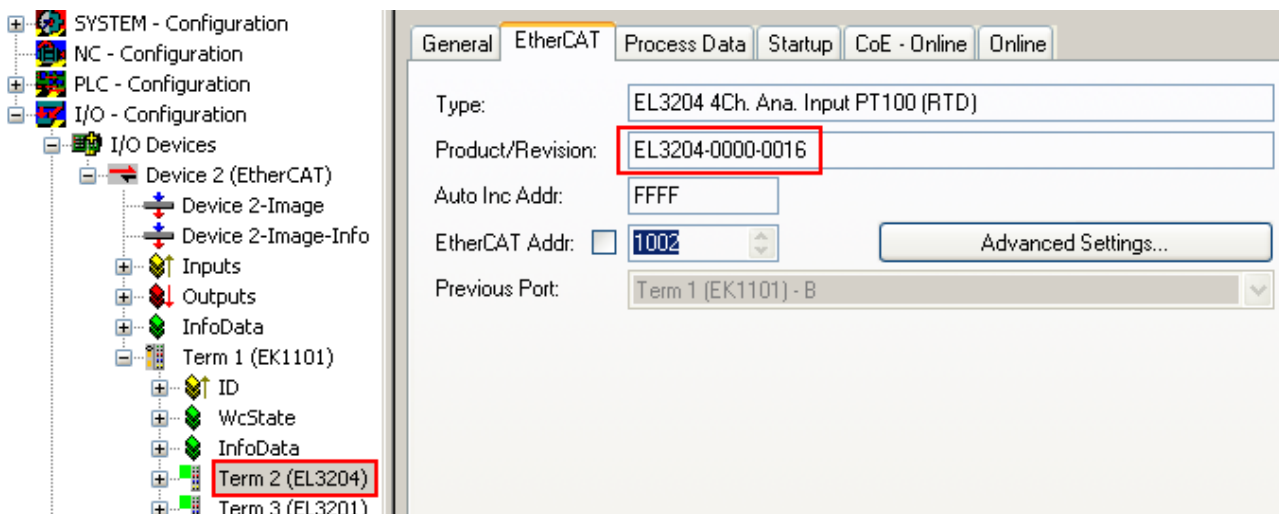 SYSTEM - Configuration
NC - Configuration
PLC - Configuration
I/O - Configuration
I/O Devices
Device 2 (EtherCAT)
Device 2-Image
Device 2-Image-Info
Inputs
Outputs
InfoData
Term 1 (EK1101)
ID
WcState
InfoData
Term 2 (EL3204)
Term 3 (EL3201)
General EtherCAT Process Data Startup CoE - Online Online
Type: EL3204 4Ch. Ana. Input PT100 (RTD)
Product/Revision: EL3204-0000-0016
Auto Inc Addr: FFFF
EtherCAT Addr: 1002 Advanced Settings...
Previous Port: Term 1 (EK1101) - B